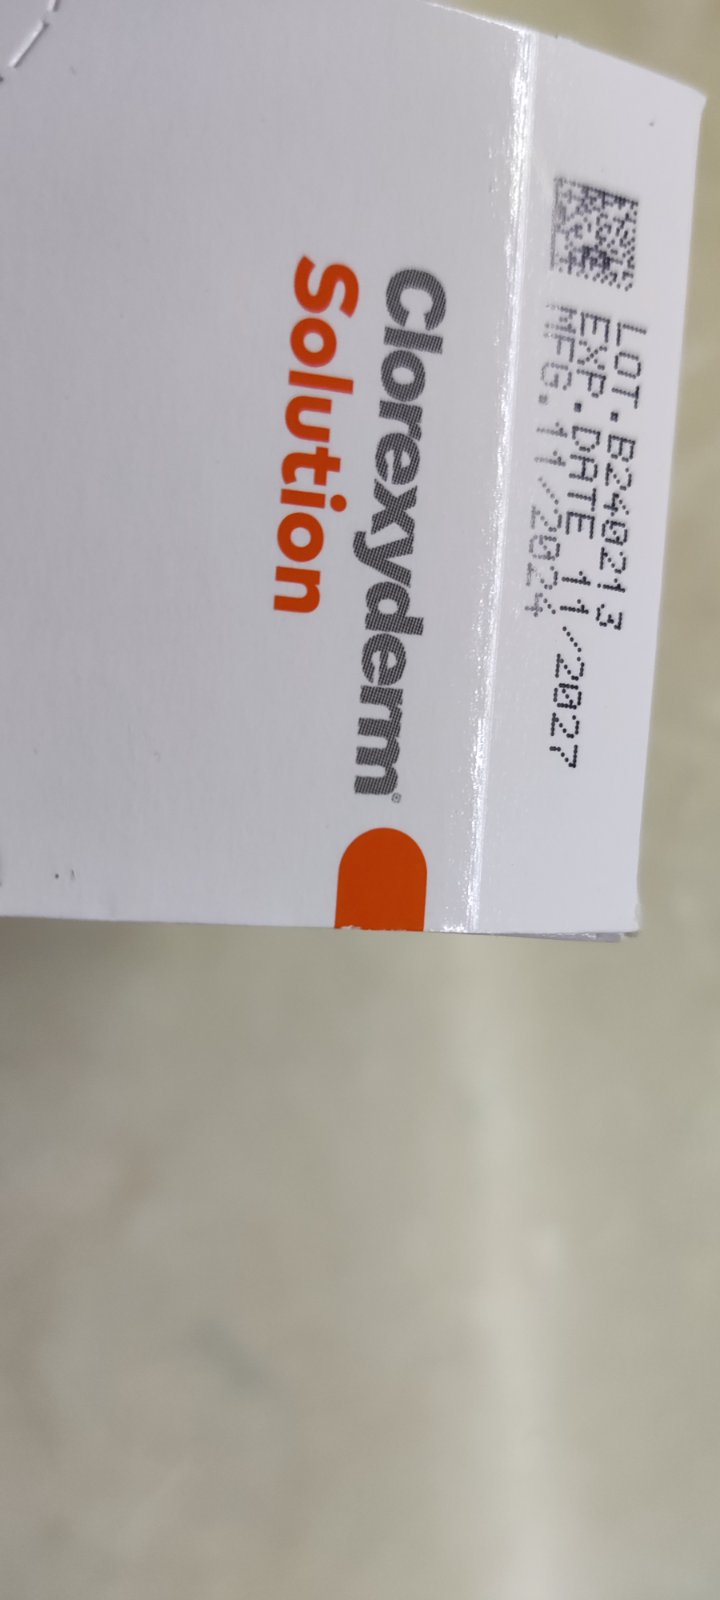 LOT. B240213
EXP. DATE 11/2027
MFG. 11/2024
Clorexyderm®
Solution